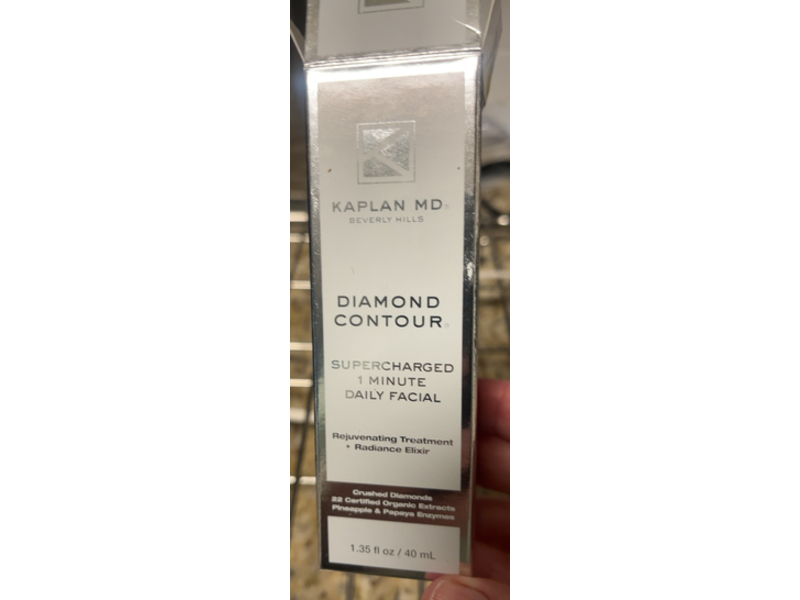 KAPLAN MD®
BEVERLY HILLS
DIAMOND
CONTOUR®
SUPERCHARGED
1 MINUTE
DAILY FACIAL
Rejuvenating Treatment
+ Radiance Elixir
Crushed Diamonds
22 Certified Organic Extracts
Pineapple & Papaya Enzymes
1.35 fl oz / 40 mL